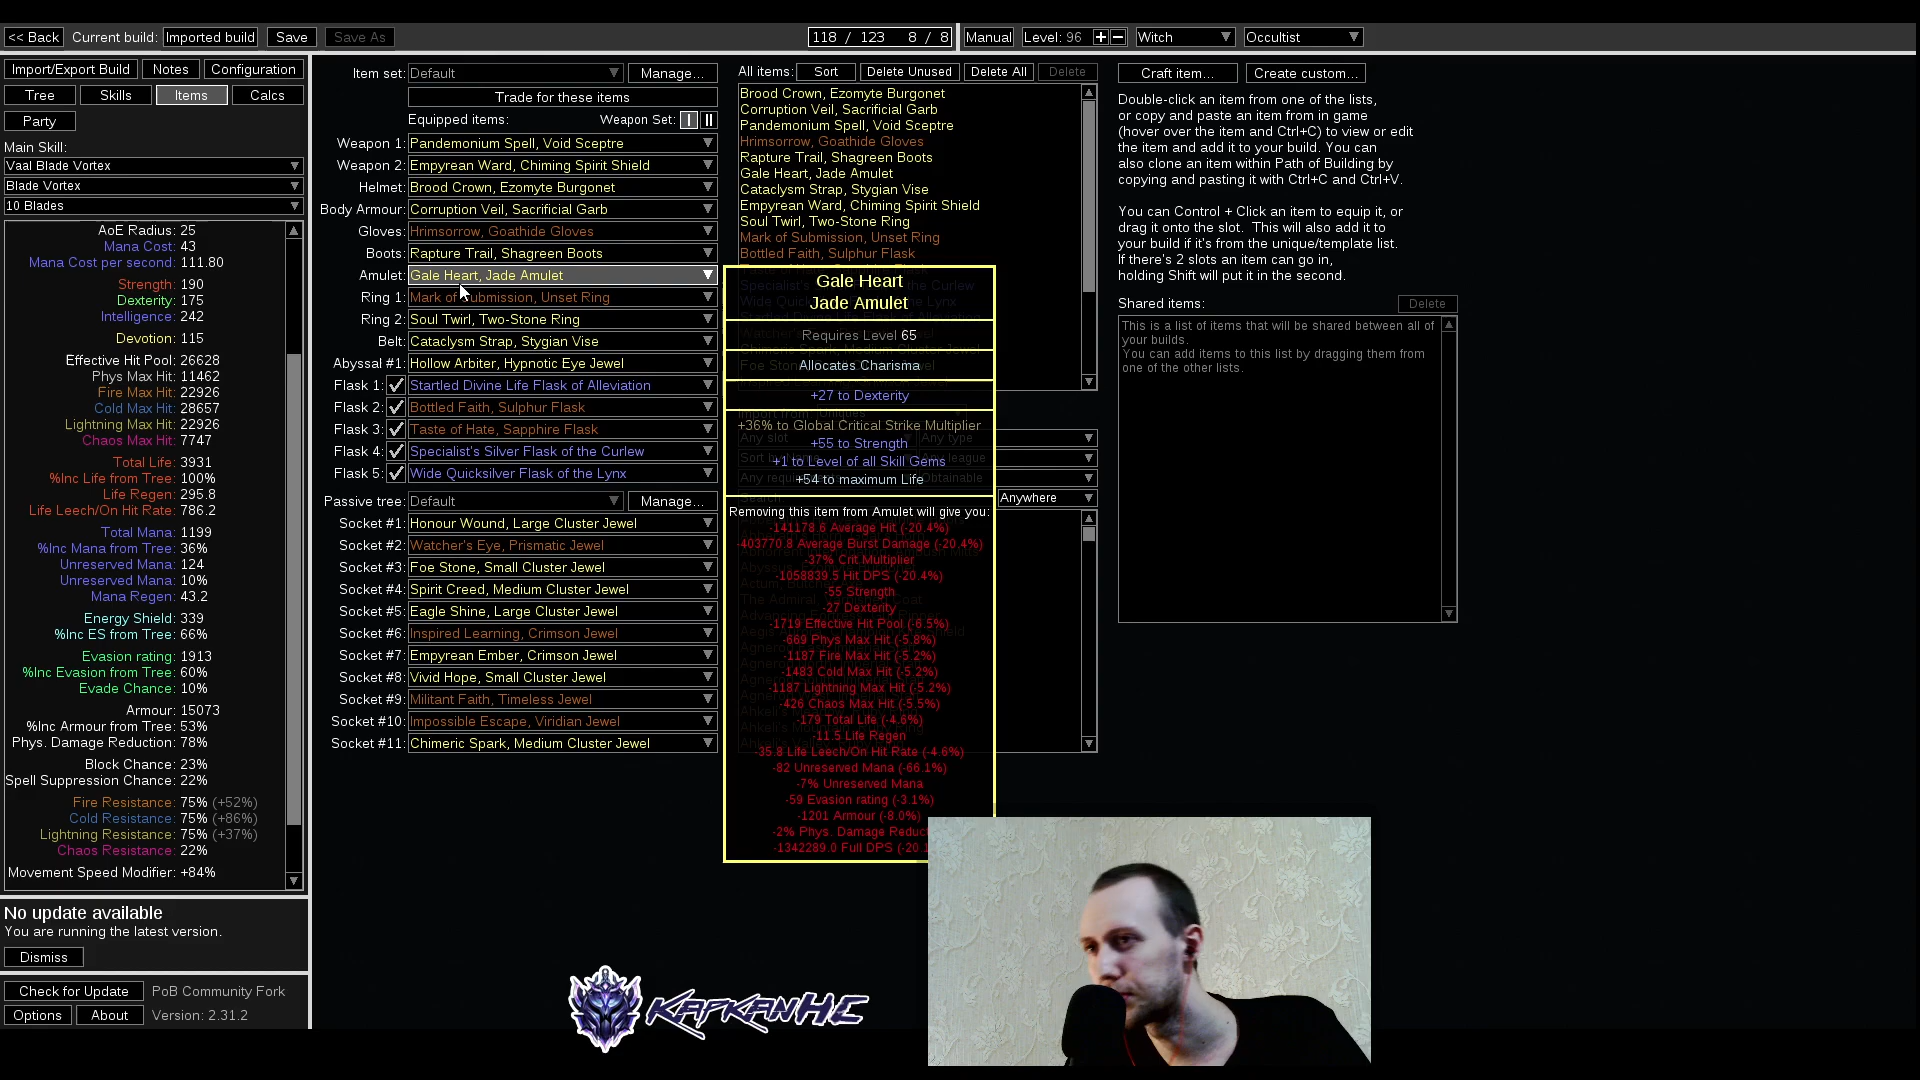 << Back Current build: Imported build Save Save As 118 / 123 8 / 8 Manual Level: 96 + - Witch Occultist
Import/Export Build Notes Configuration
Tree Skills Items Calcs
Party
Main Skill:
Vaal Blade Vortex
Blade Vortex
10 Blades
AoE Radius: 25
Mana Cost: 43
Mana Cost per second: 111.80
Strength: 190
Dexterity: 175
Intelligence: 242
Devotion: 115
Effective Hit Pool: 26628
Phys Max Hit: 11462
Fire Max Hit: 22926
Cold Max Hit: 28657
Lightning Max Hit: 22926
Chaos Max Hit: 7747
Total Life: 3931
%Inc Life from Tree: 100%
Life Regen: 295.8
Life Leech/On Hit Rate: 786.2
Total Mana: 1199
%Inc Mana from Tree: 36%
Unreserved Mana: 124
Unreserved Mana: 10%
Mana Regen: 43.2
Energy Shield: 339
%Inc ES from Tree: 66%
Evasion rating: 1913
%Inc Evasion from Tree: 60%
Evade Chance: 10%
Armour: 15073
%Inc Armour from Tree: 53%
Phys. Damage Reduction: 78%
Block Chance: 23%
Spell Suppression Chance: 22%
Fire Resistance: 75% (+52%)
Cold Resistance: 75% (+86%)
Lightning Resistance: 75% (+37%)
Chaos Resistance: 22%
Movement Speed Modifier: +84%
No update available
You are running the latest version.
Dismiss
Check for Update PoB Community Fork
Options About Version: 2.31.2
Item set: Default Manage...
Trade for these items
Equipped items: Weapon Set: I II
Weapon 1: Pandemonium Spell, Void Sceptre
Weapon 2: Empyrean Ward, Chiming Spirit Shield
Helmet: Brood Crown, Ezomyte Burgonet
Body Armour: Corruption Veil, Sacrificial Garb
Gloves: Hrimsorrow, Goathide Gloves
Boots: Rapture Trail, Shagreen Boots
Amulet: Gale Heart, Jade Amulet
Ring 1: Mark of Submission, Unset Ring
Ring 2: Soul Twirl, Two-Stone Ring
Belt: Cataclysm Strap, Stygian Vise
Abyssal #1: Hollow Arbiter, Hypnotic Eye Jewel
Flask 1: Startled Divine Life Flask of Alleviation
Flask 2: Bottled Faith, Sulphur Flask
Flask 3: Taste of Hate, Sapphire Flask
Flask 4: Specialist's Silver Flask of the Curlew
Flask 5: Wide Quicksilver Flask of the Lynx
Passive tree: Default Manage...
Socket #1: Honour Wound, Large Cluster Jewel
Socket #2: Watcher's Eye, Prismatic Jewel
Socket #3: Foe Stone, Small Cluster Jewel
Socket #4: Spirit Creed, Medium Cluster Jewel
Socket #5: Eagle Shine, Large Cluster Jewel
Socket #6: Inspired Learning, Crimson Jewel
Socket #7: Empyrean Ember, Crimson Jewel
Socket #8: Vivid Hope, Small Cluster Jewel
Socket #9: Militant Faith, Timeless Jewel
Socket #10: Impossible Escape, Viridian Jewel
Socket #11: Chimeric Spark, Medium Cluster Jewel
All items: Sort Delete Unused Delete All Delete
Brood Crown, Ezomyte Burgonet
Corruption Veil, Sacrificial Garb
Pandemonium Spell, Void Sceptre
Hrimsorrow, Goathide Gloves
Rapture Trail, Shagreen Boots
Gale Heart, Jade Amulet
Cataclysm Strap, Stygian Vise
Empyrean Ward, Chiming Spirit Shield
Soul Twirl, Two-Stone Ring
Mark of Submission, Unset Ring
Bottled Faith, Sulphur Flask
Gale Heart
Jade Amulet
Requires Level 65
Allocates Charisma
+27 to Dexterity
+36% to Global Critical Strike Multiplier
+55 to Strength
+1 to Level of all Skill Gems
+54 to maximum Life
Removing this item from Amulet will give you:
-141178.6 Average Hit (-20.4%)
-403770.8 Average Burst Damage (-20.4%)
-37% Crit Multiplier
-1058839.5 Hit DPS (-20.4%)
-55 Strength
-27 Dexterity
-1719 Effective Hit Pool (-6.5%)
-669 Phys Max Hit (-5.8%)
-1187 Fire Max Hit (-5.2%)
-1483 Cold Max Hit (-5.2%)
-1187 Lightning Max Hit (-5.2%)
-426 Chaos Max Hit (-5.5%)
-179 Total Life (-4.6%)
-11.5 Life Regen
-35.8 Life Leech/On Hit Rate (-4.6%)
-82 Unreserved Mana (-66.1%)
-7% Unreserved Mana
-59 Evasion rating (-3.1%)
-1201 Armour (-8.0%)
-2% Phys. Damage Reduct
-1342289.0 Full DPS (-20.
Anywhere
Craft item... Create custom...
Double-click an item from one of the lists,
or copy and paste an item from in game
(hover over the item and Ctrl+C) to view or edit
the item and add it to your build. You can
also clone an item within Path of Building by
copying and pasting it with Ctrl+C and Ctrl+V.
You can Control + Click an item to equip it, or
drag it onto the slot. This will also add it to
your build if it's from the unique/template list.
If there's 2 slots an item can go in,
holding Shift will put it in the second.
Shared items: Delete
This is a list of items that will be shared between all of
your builds.
You can add items to this list by dragging them from
one of the other lists.
KAPKANHC